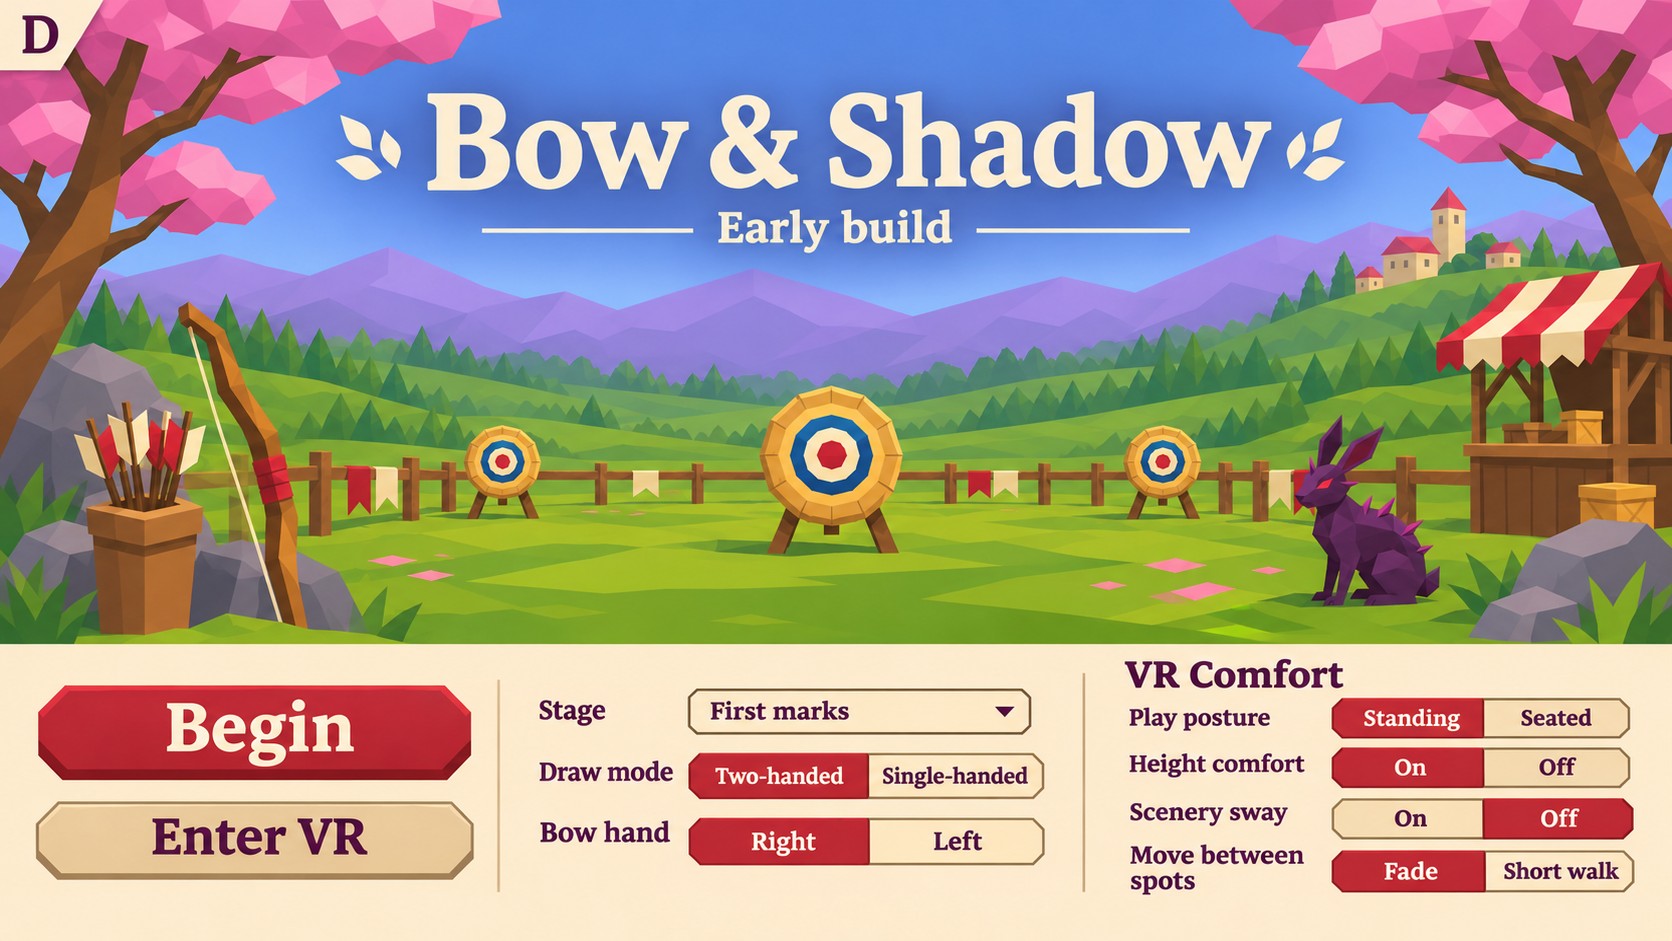 D
Bow & Shadow
Early build
Begin
Enter VR
Stage
First marks
Draw mode
Two-handed
Single-handed
Bow hand
Right
Left
VR Comfort
Play posture
Standing
Seated
Height comfort
On
Off
Scenery sway
On
Off
Move between
spots
Fade
Short walk